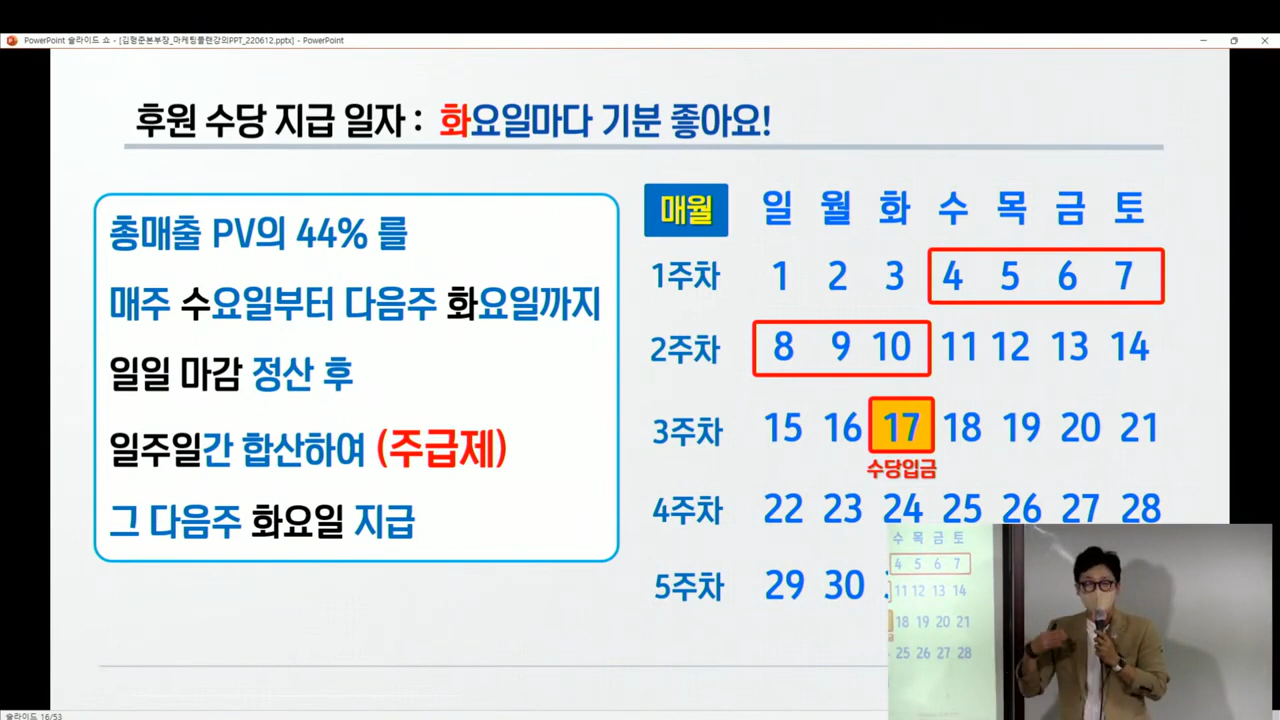 PowerPoint 슬라이드 쇼 - [김형준본부장_마케팅플랜강의PPT_220612.pptx] - PowerPoint
후원 수당 지급 일자 : 화요일마다 기분 좋아요!
총매출 PV의 44% 를
매주 수요일부터 다음주 화요일까지
일일 마감 정산 후
일주일간 합산하여 (주급제)
그 다음주 화요일 지급
매월 일 월 화 수 목 금 토
1주차 1 2 3 4 5 6 7
2주차 8 9 10 11 12 13 14
3주차 15 16 17 18 19 20 21
수당입금
4주차 22 23 24 25 26 27 28
5주차 29 30
수 목 금 토
4 5 6 7
11 12 13 14
18 19 20 21
25 26 27 28
슬라이드 16/53